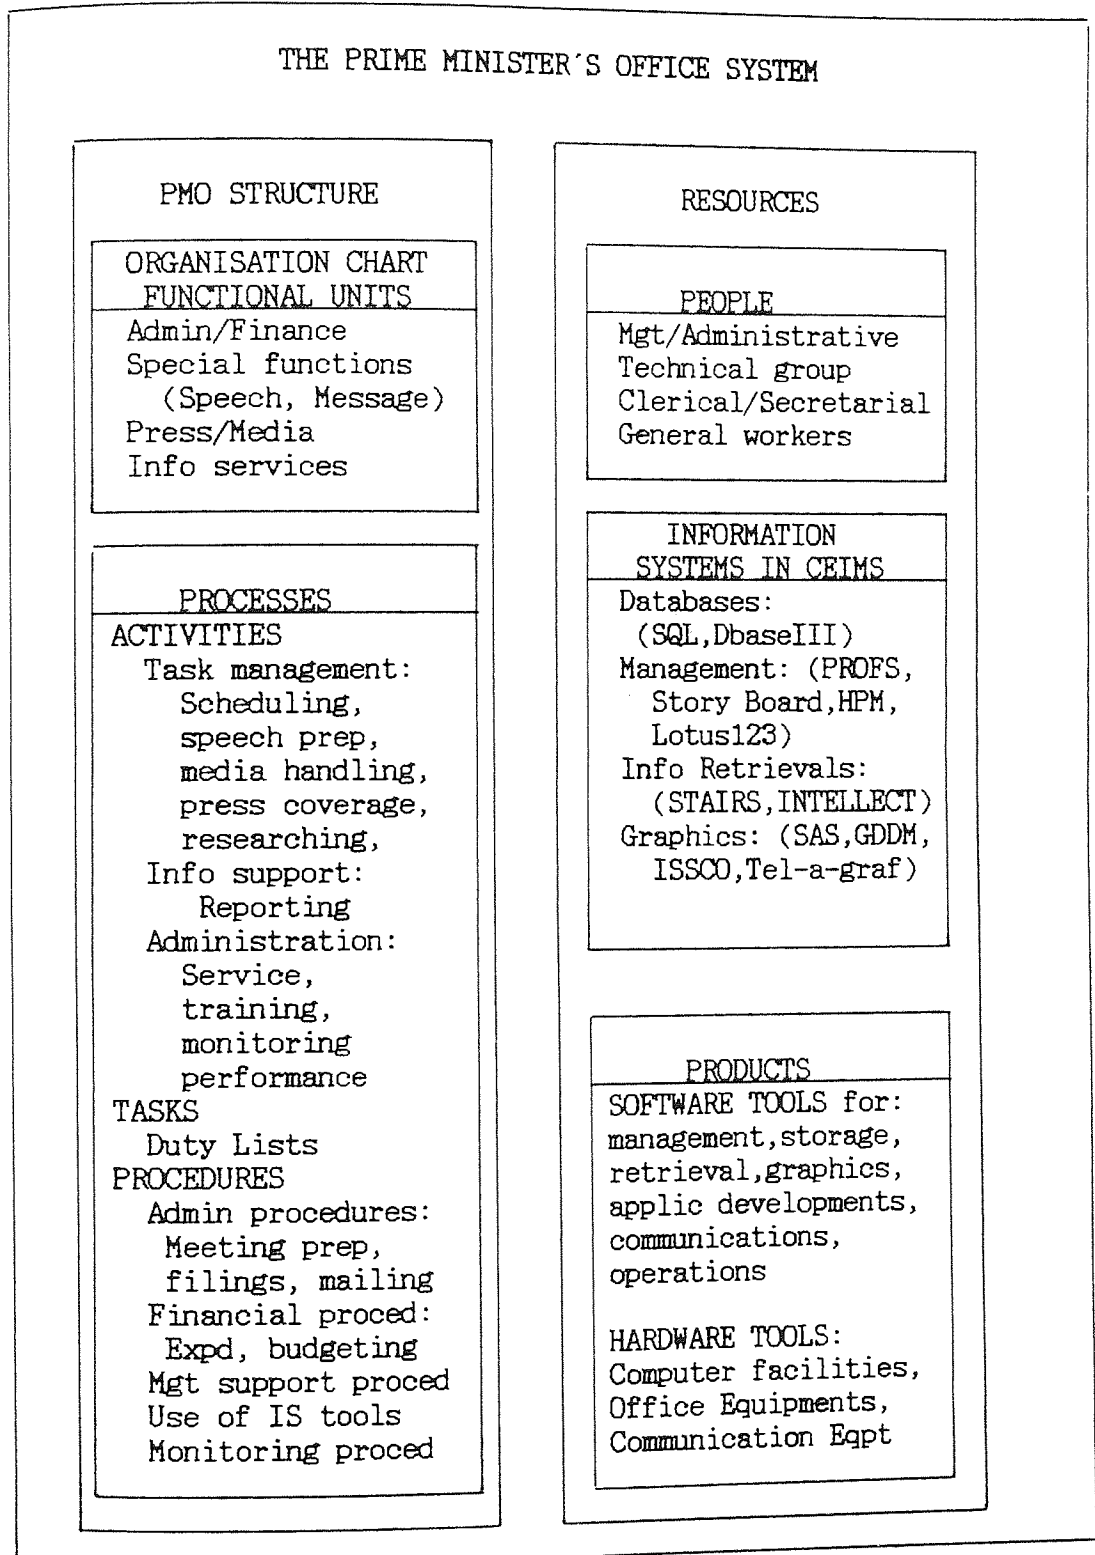 THE PRIME MINISTER'S OFFICE SYSTEM
PMO STRUCTURE
ORGANISATION CHART
FUNCTIONAL UNITS
Admin/Finance
Special functions
(Speech, Message)
Press/Media
Info services
PROCESSES
ACTIVITIES
Task management:
Scheduling,
speech prep,
media handling,
press coverage,
researching,
Info support:
Reporting
Administration:
Service,
training,
monitoring
performance
TASKS
Duty Lists
PROCEDURES
Admin procedures:
Meeting prep,
filings, mailing
Financial proced:
Expd, budgeting
Mgt support proced
Use of IS tools
Monitoring proced
RESOURCES
PEOPLE
Mgt/Administrative
Technical group
Clerical/Secretarial
General workers
INFORMATION
SYSTEMS IN CEIMS
Databases:
(SQL,DbaseIII)
Management: (PROFS,
Story Board,HPM,
Lotus123)
Info Retrievals:
(STAIRS,INTELLECT)
Graphics: (SAS,GDDM,
ISSCO,Tel-a-graf)
PRODUCTS
SOFTWARE TOOLS for:
management,storage,
retrieval,graphics,
applic developments,
communications,
operations
HARDWARE TOOLS:
Computer facilities,
Office Equipments,
Communication Eqpt